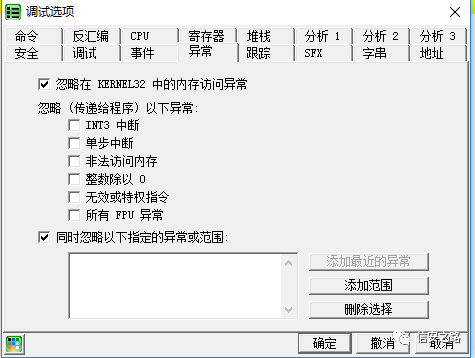 调试选项
命令 反汇编 CPU 寄存器 堆栈 分析 1 分析 2 分析 3
安全 调试 事件 异常 跟踪 SFX 字串 地址
忽略在 KERNEL32 中的内存访问异常
忽略（传递给程序）以下异常:
INT3 中断
单步中断
非法访问内存
整数除以 0
无效或特权指令
所有 FPU 异常
同时忽略以下指定的异常或范围:
添加最近的异常
添加范围
删除选择
确定 撤消 取消
信安之路